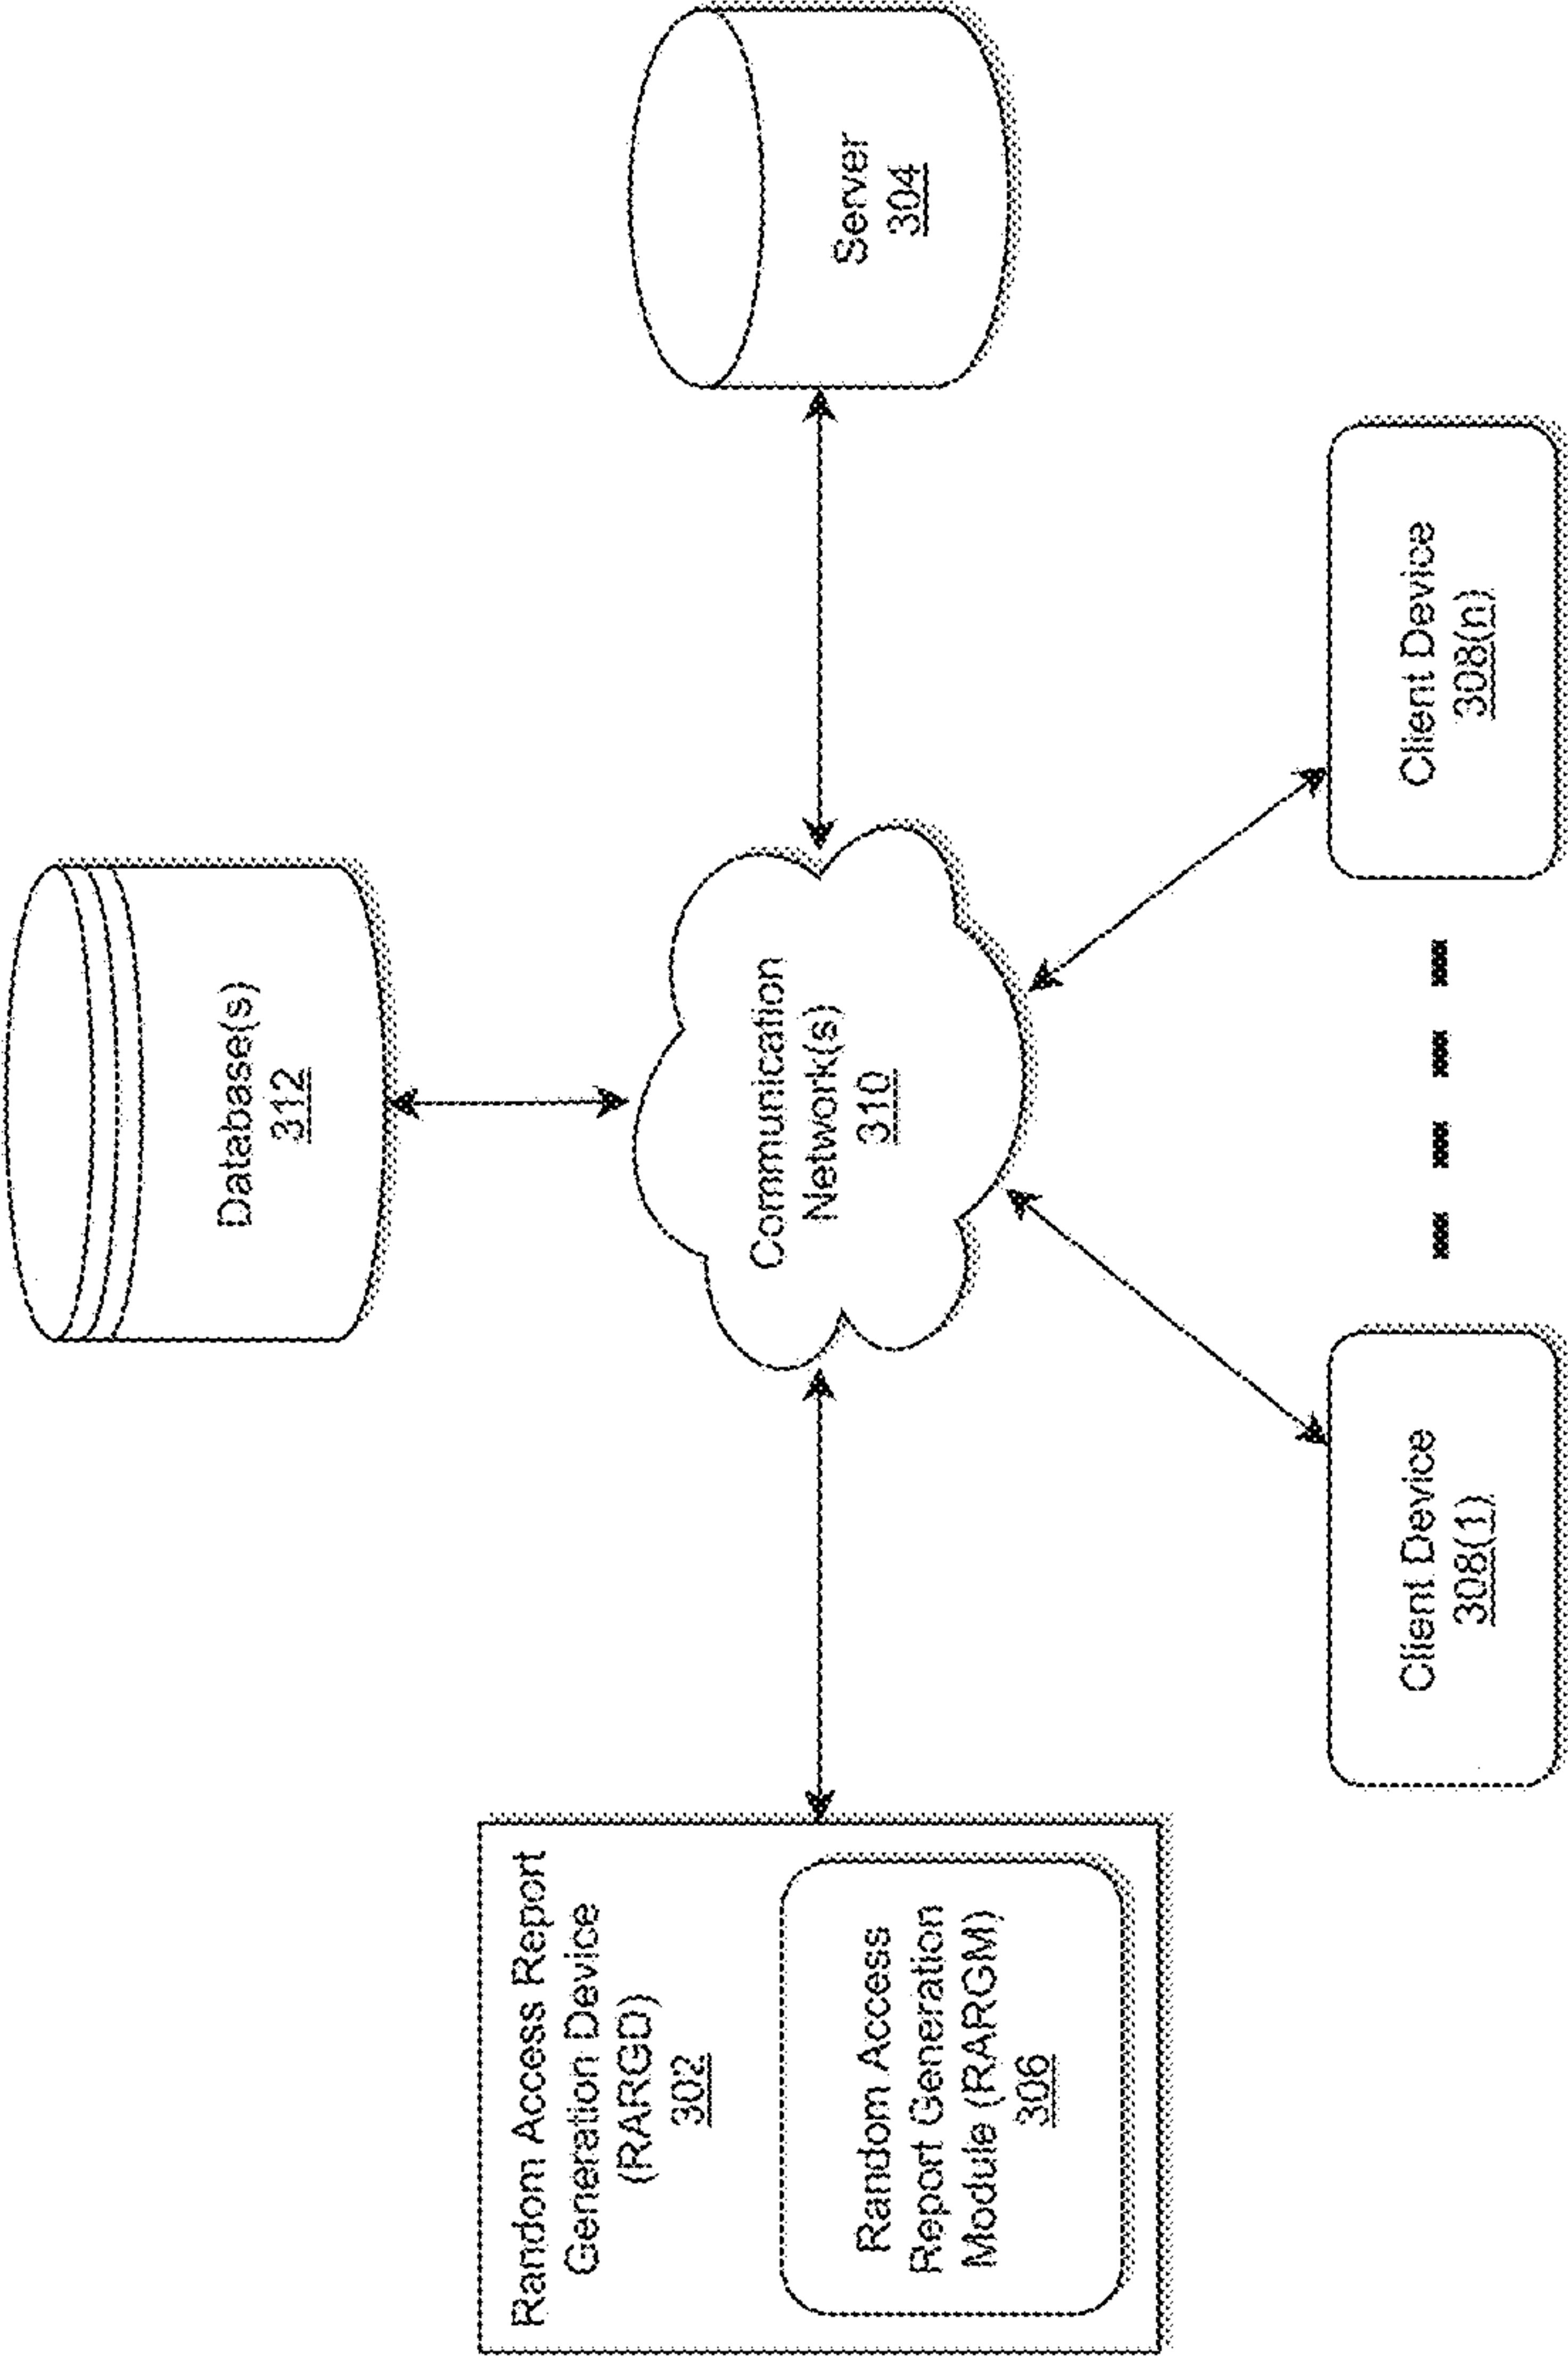 Database(s)
312
Random Access Report
Generation Device
(RARGD)
302
Random Access
Report Generation
Module (RARGM)
306
Communication
Network(s)
310
Server
304
Client Device
308(1)
Client Device
308(n)